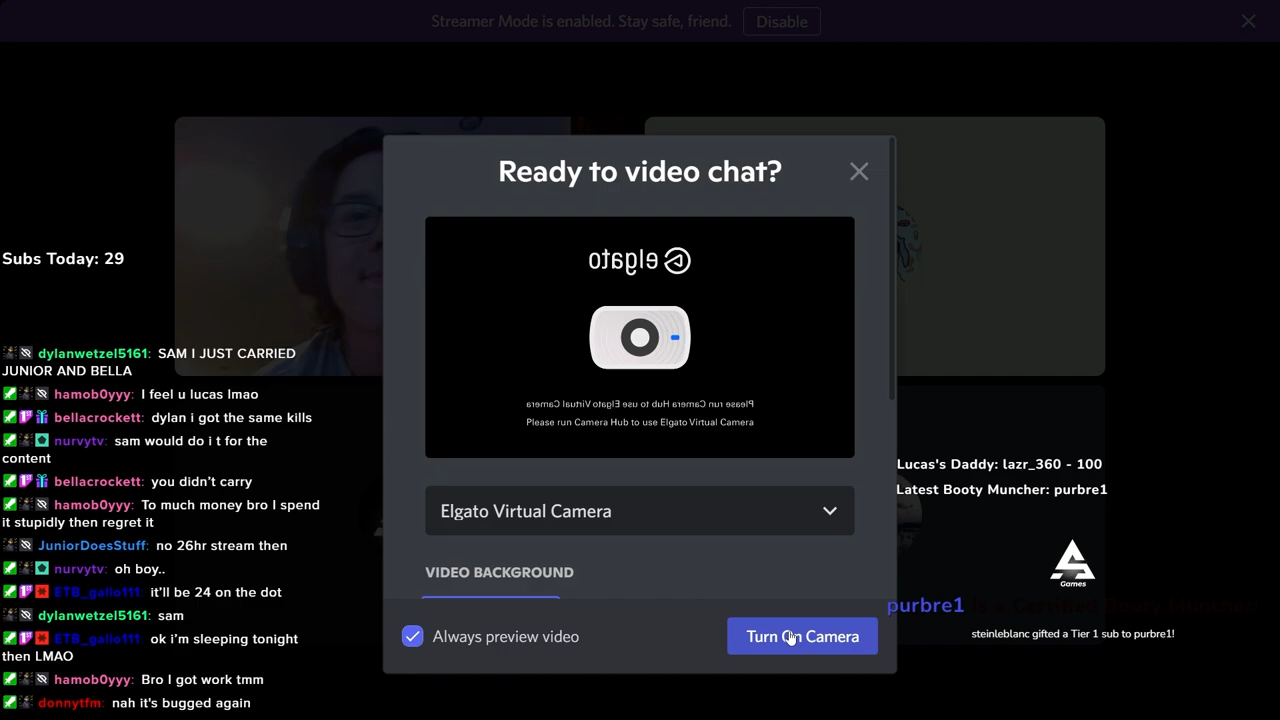 Streamer Mode is enabled. Stay safe, friend.
Disable
Ready to video chat?
elgato
Please run Camera Hub to use Elgato Virtual Camera
Please run Camera Hub to use Elgato Virtual Camera
Elgato Virtual Camera
VIDEO BACKGROUND
Always preview video
Turn On Camera
Subs Today: 29
dylanwetzel5161: SAM I JUST CARRIED
JUNIOR AND BELLA
hamob0yyy: I feel u lucas lmao
bellacrockett: dylan i got the same kills
nurvytv: sam would do i t for the
content
bellacrockett: you didn't carry
hamob0yyy: To much money bro I spend
it stupidly then regret it
JuniorDoesStuff: no 26hr stream then
nurvytv: oh boy..
ETB_gallo111: it'll be 24 on the dot
dylanwetzel5161: sam
ETB_gallo111: ok i'm sleeping tonight
then LMAO
hamob0yyy: Bro I got work tmm
donnytfm: nah it's bugged again
Lucas's Daddy: lazr_360 - 100
Latest Booty Muncher: purbre1
Games
purbre1 is a Certified Booty Muncher!
steinleblanc gifted a Tier 1 sub to purbre1!